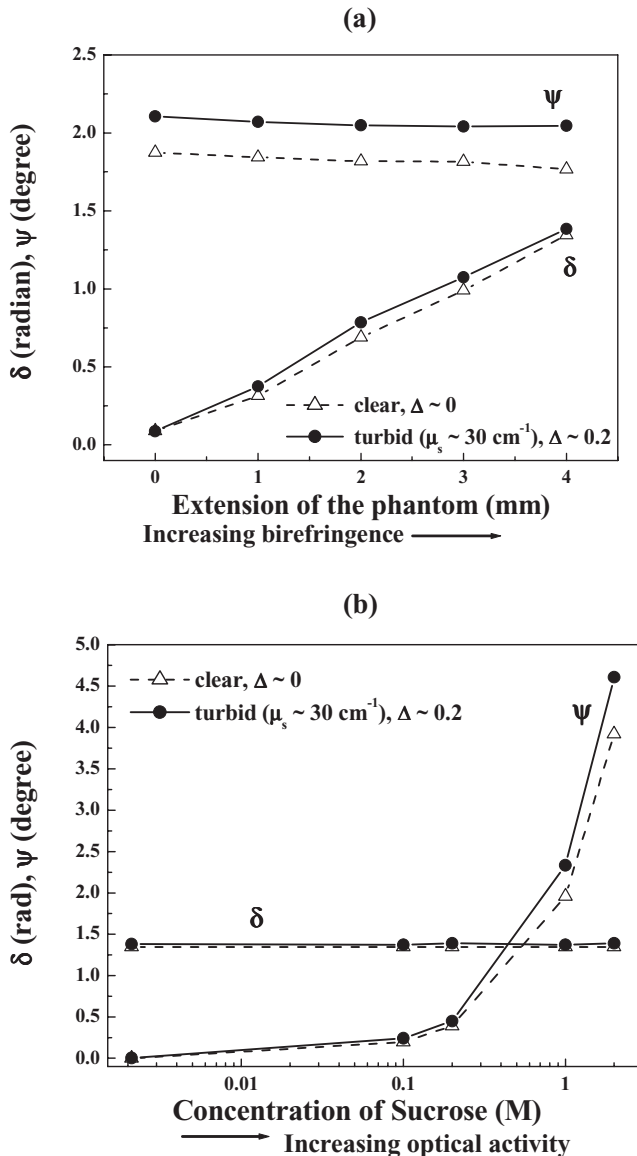 (a)
2.5
2.0
1.5
1.0
0.5
0.0
δ (radian), ψ (degree)
ψ
δ
clear, Δ ~ 0
turbid (μs ~ 30 cm-1), Δ ~ 0.2
0 1 2 3 4
Extension of the phantom (mm)
Increasing birefringence
(b)
5.0
4.5
4.0
3.5
3.0
2.5
2.0
1.5
1.0
0.5
0.0
δ (rad), ψ (degree)
clear, Δ ~ 0
turbid (μs ~ 30 cm-1), Δ ~ 0.2
ψ
δ
0.01 0.1 1
Concentration of Sucrose (M)
Increasing optical activity